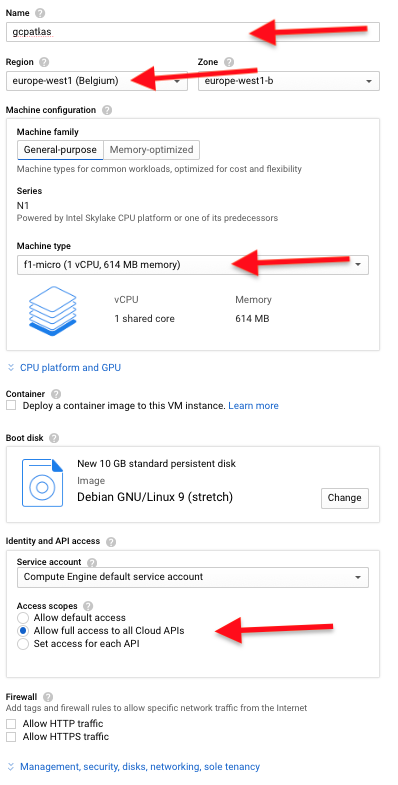 Name
gcpatlas
Region Zone
europe-west1 (Belgium) europe-west1-b
Machine configuration
Machine family
General-purpose Memory-optimized
Machine types for common workloads, optimized for cost and flexibility
Series
N1
Powered by Intel Skylake CPU platform or one of its predecessors
Machine type
f1-micro (1 vCPU, 614 MB memory)
vCPU Memory
1 shared core 614 MB
CPU platform and GPU
Container
Deploy a container image to this VM instance. Learn more
Boot disk
New 10 GB standard persistent disk
Image
Debian GNU/Linux 9 (stretch)
Change
Identity and API access
Service account
Compute Engine default service account
Access scopes
Allow default access
Allow full access to all Cloud APIs
Set access for each API
Firewall
Add tags and firewall rules to allow specific network traffic from the Internet
Allow HTTP traffic
Allow HTTPS traffic
Management, security, disks, networking, sole tenancy